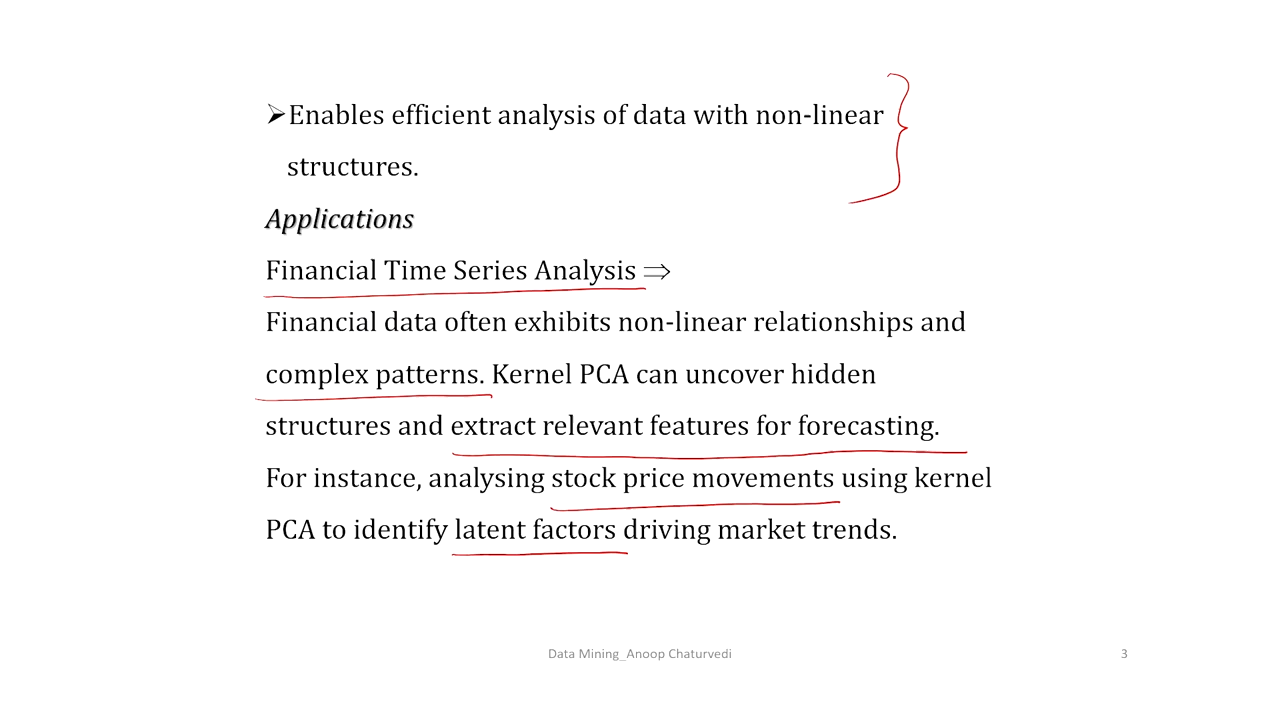 ➢Enables efficient analysis of data with non-linear
structures.
Applications
Financial Time Series Analysis ⇒
Financial data often exhibits non-linear relationships and
complex patterns. Kernel PCA can uncover hidden
structures and extract relevant features for forecasting.
For instance, analysing stock price movements using kernel
PCA to identify latent factors driving market trends.
Data Mining_Anoop Chaturvedi
3